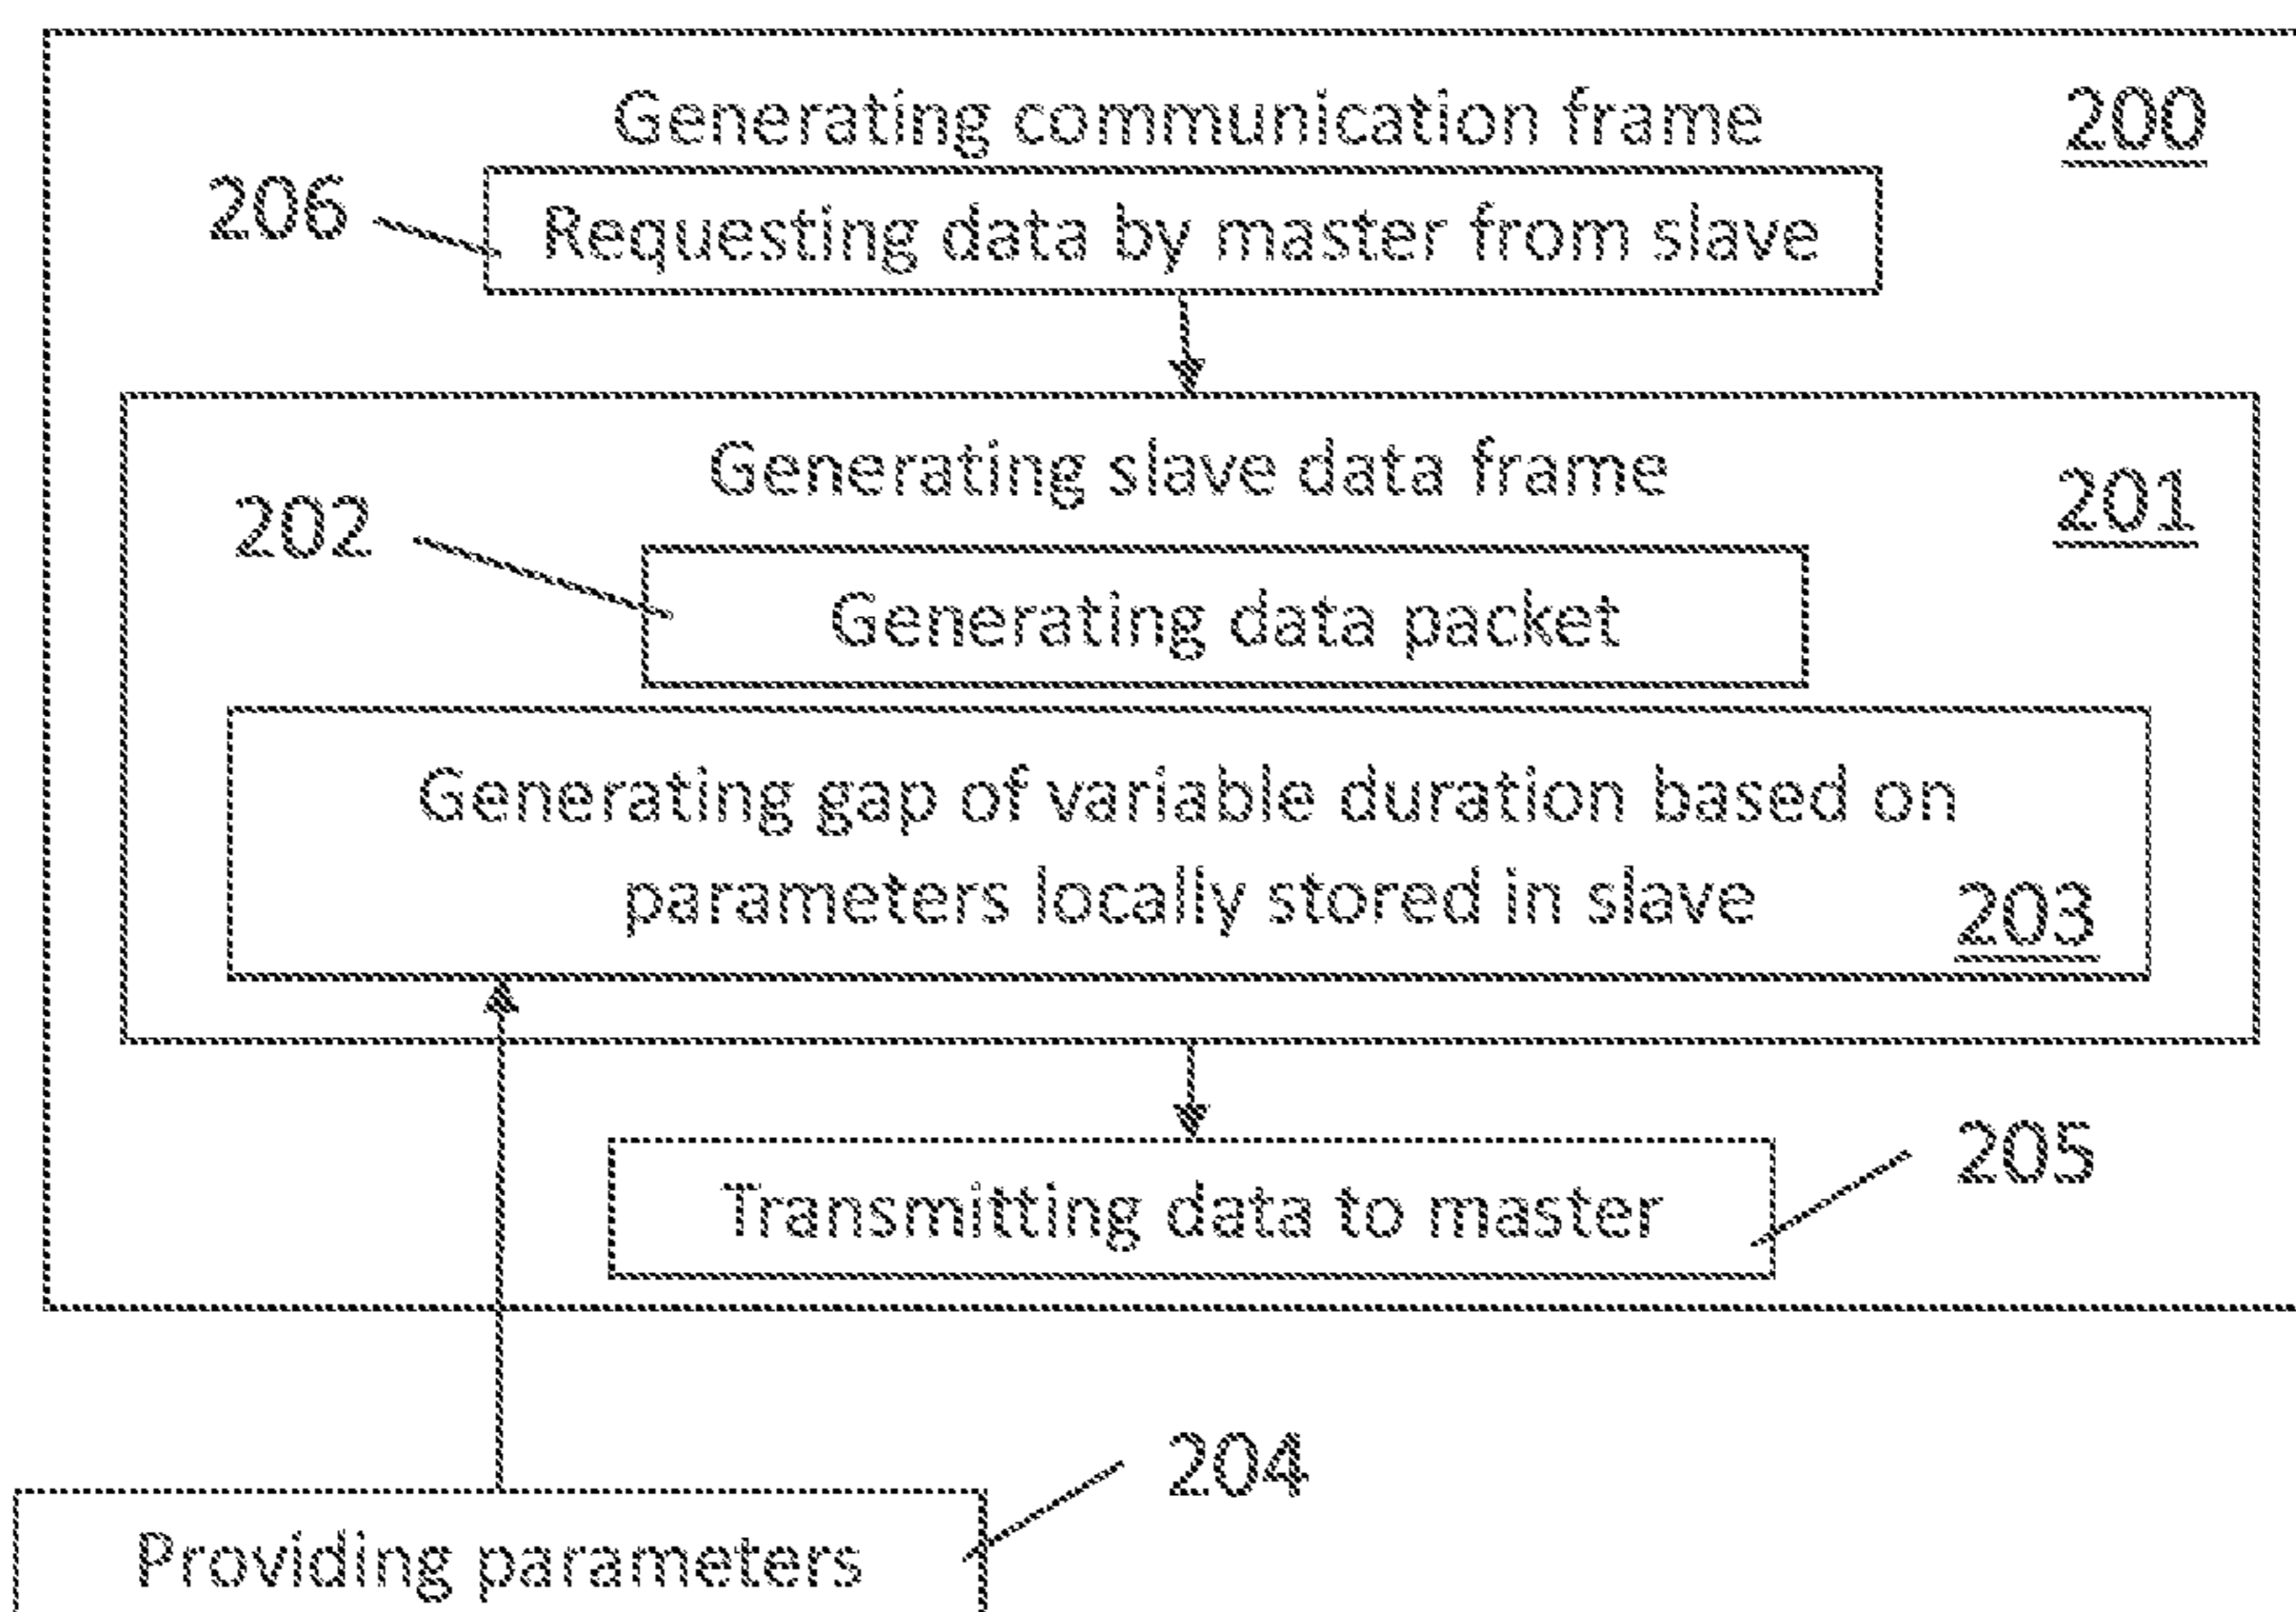 Generating communication frame 200
206 Requesting data by master from slave
Generating slave data frame 201
202
Generating data packet
Generating gap of variable duration based on
parameters locally stored in slave 203
Transmitting data to master 205
204
Providing parameters